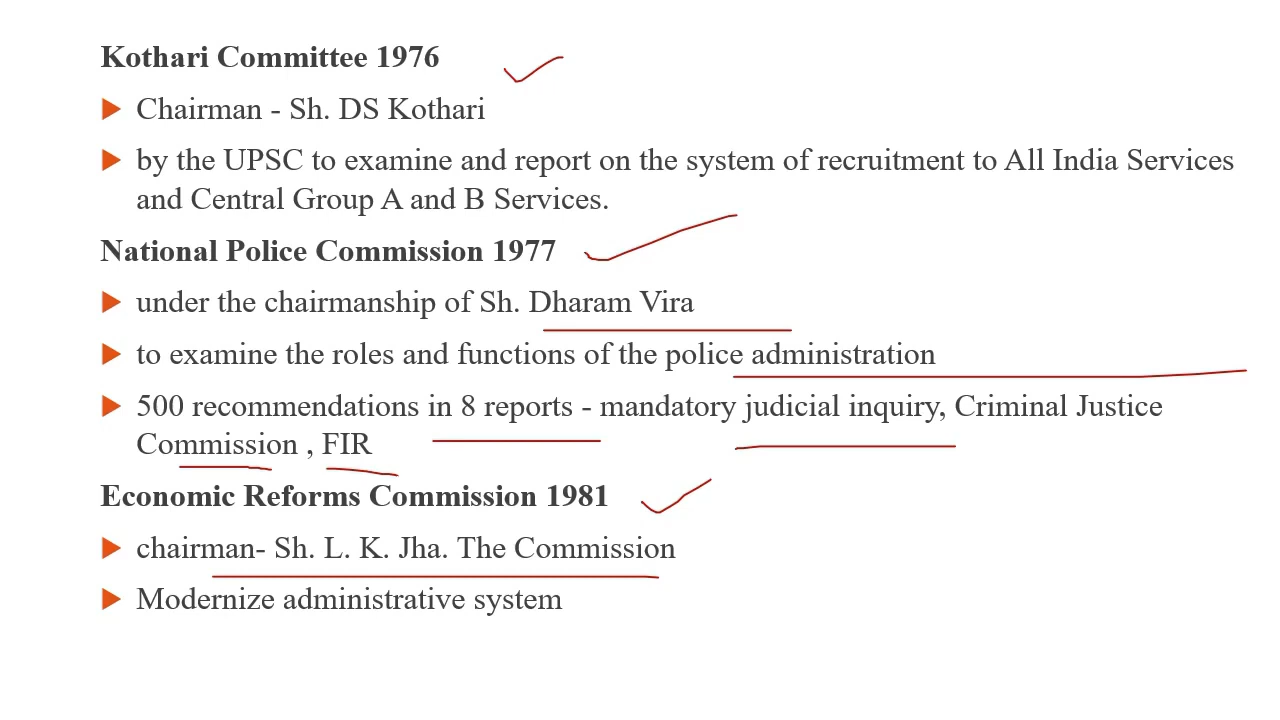 Kothari Committee 1976
Chairman - Sh. DS Kothari
by the UPSC to examine and report on the system of recruitment to All India Services
and Central Group A and B Services.
National Police Commission 1977
under the chairmanship of Sh. Dharam Vira
to examine the roles and functions of the police administration
500 recommendations in 8 reports - mandatory judicial inquiry, Criminal Justice
Commission , FIR
Economic Reforms Commission 1981
chairman- Sh. L. K. Jha. The Commission
Modernize administrative system